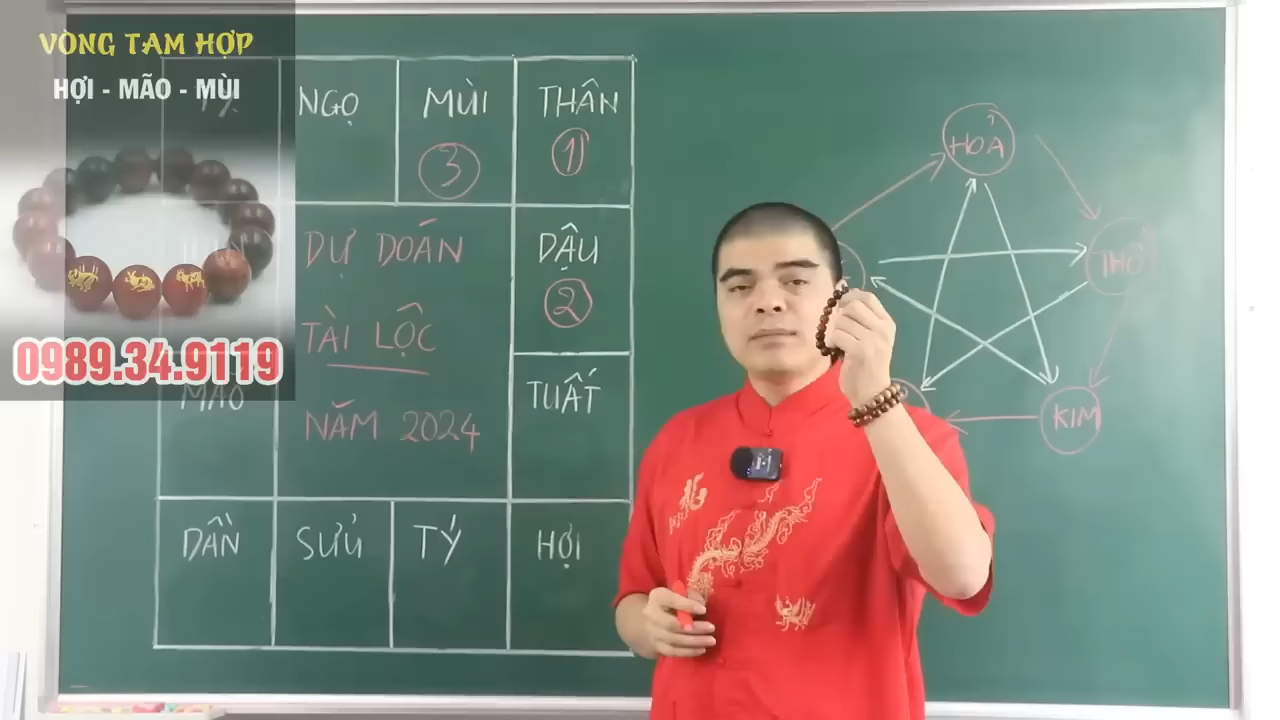 VÒNG TAM HỢP
HỢI - MÃO - MÙI
NGỌ
MÙI
THÂN
3
1
DỰ ĐOÁN
DẬU
2
TÀI LỘC
0989.34.9119
MÃO
TUẤT
NĂM 2024
DẦN
SỬU
TÝ
HỢI
HỎA
THỔ
KIM